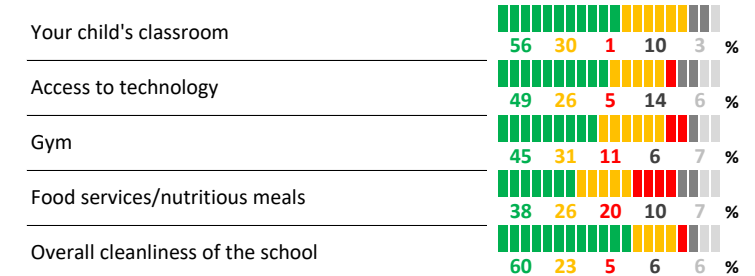 Your child's classroom
56 30 1 10 3 %
Access to technology
49 26 5 14 6 %
Gym
45 31 11 6 7 %
Food services/nutritious meals
38 26 20 10 7 %
Overall cleanliness of the school
60 23 5 6 6 %